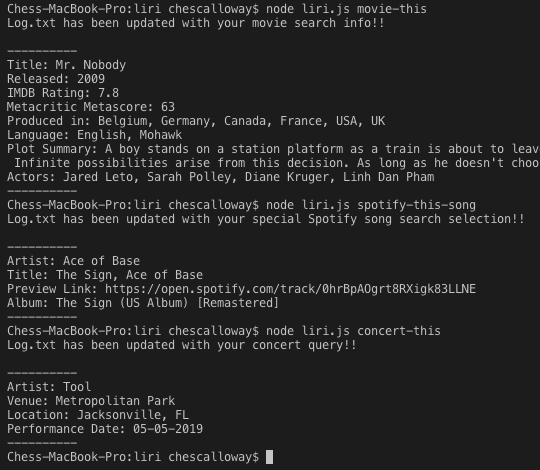 Chess-MacBook-Pro:liri chescalloway$ node liri.js movie-this
Log.txt has been updated with your movie search info!!
----------
Title: Mr. Nobody
Released: 2009
IMDB Rating: 7.8
Metacritic Metascore: 63
Produced in: Belgium, Germany, Canada, France, USA, UK
Language: English, Mohawk
Plot Summary: A boy stands on a station platform as a train is about to leav
Infinite possibilities arise from this decision. As long as he doesn't choo
Actors: Jared Leto, Sarah Polley, Diane Kruger, Linh Dan Pham
----------
Chess-MacBook-Pro:liri chescalloway$ node liri.js spotify-this-song
Log.txt has been updated with your special Spotify song search selection!!
----------
Artist: Ace of Base
Title: The Sign, Ace of Base
Preview Link: https://open.spotify.com/track/0hrBpAOgrt8RXigk83LLNE
Album: The Sign (US Album) [Remastered]
----------
Chess-MacBook-Pro:liri chescalloway$ node liri.js concert-this
Log.txt has been updated with your concert query!!
----------
Artist: Tool
Venue: Metropolitan Park
Location: Jacksonville, FL
Performance Date: 05-05-2019
----------
Chess-MacBook-Pro:liri chescalloway$